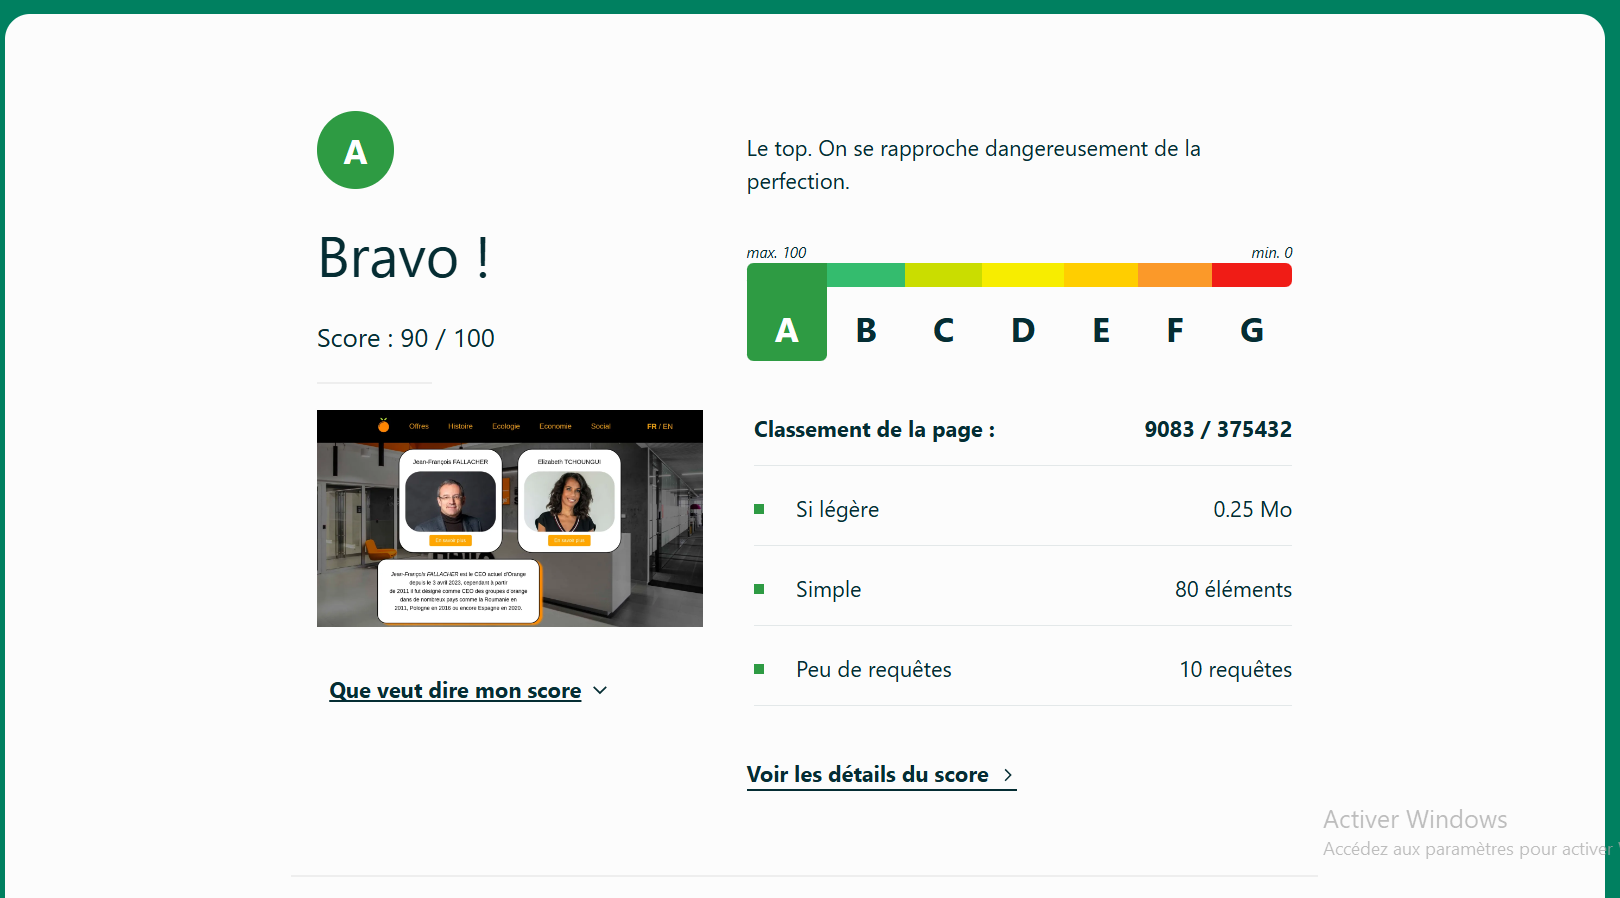 A
Bravo !
Score : 90 / 100
Offres Histoire Ecologie Economie Social FR / EN
Jean-François FALLACHER
Elizabeth TCHOUNGUI
En savoir plus
En savoir plus
Jean-François FALLACHER est le CEO actuel d'Orange
depuis le 3 avril 2023, cependant à partir
de 2011 il fut désigné comme CEO des groupes d'orange
dans de nombreux pays comme la Roumanie en
2011, Pologne en 2016 ou encore Espagne en 2020.
Que veut dire mon score
Le top. On se rapproche dangereusement de la
perfection.
max. 100 min. 0
A B C D E F G
Classement de la page : 9083 / 375432
Si légère 0.25 Mo
Simple 80 éléments
Peu de requêtes 10 requêtes
Voir les détails du score
Activer Windows
Accédez aux paramètres pour activer